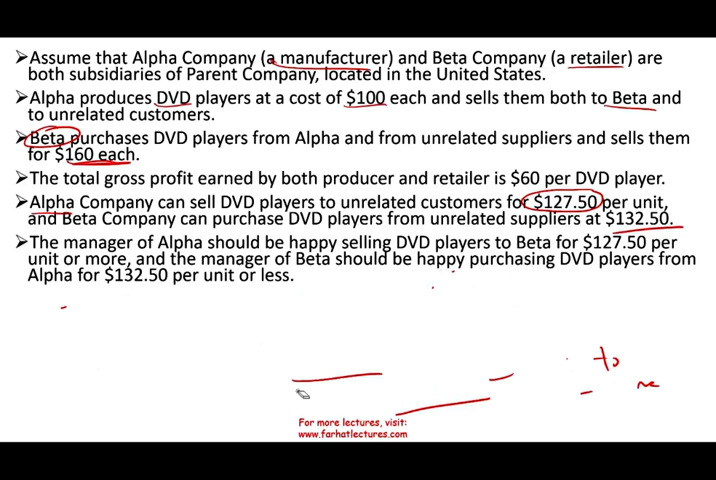 ➤Assume that Alpha Company (a manufacturer) and Beta Company (a retailer) are
both subsidiaries of Parent Company, located in the United States.
➤Alpha produces DVD players at a cost of $100 each and sells them both to Beta and
to unrelated customers.
➤Beta purchases DVD players from Alpha and from unrelated suppliers and sells them
for $160 each.
➤The total gross profit earned by both producer and retailer is $60 per DVD player.
➤Alpha Company can sell DVD players to unrelated customers for $127.50 per unit,
and Beta Company can purchase DVD players from unrelated suppliers at $132.50.
➤The manager of Alpha should be happy selling DVD players to Beta for $127.50 per
unit or more, and the manager of Beta should be happy purchasing DVD players from
Alpha for $132.50 per unit or less.
to
For more lectures, visit:
www.farhatlectures.com